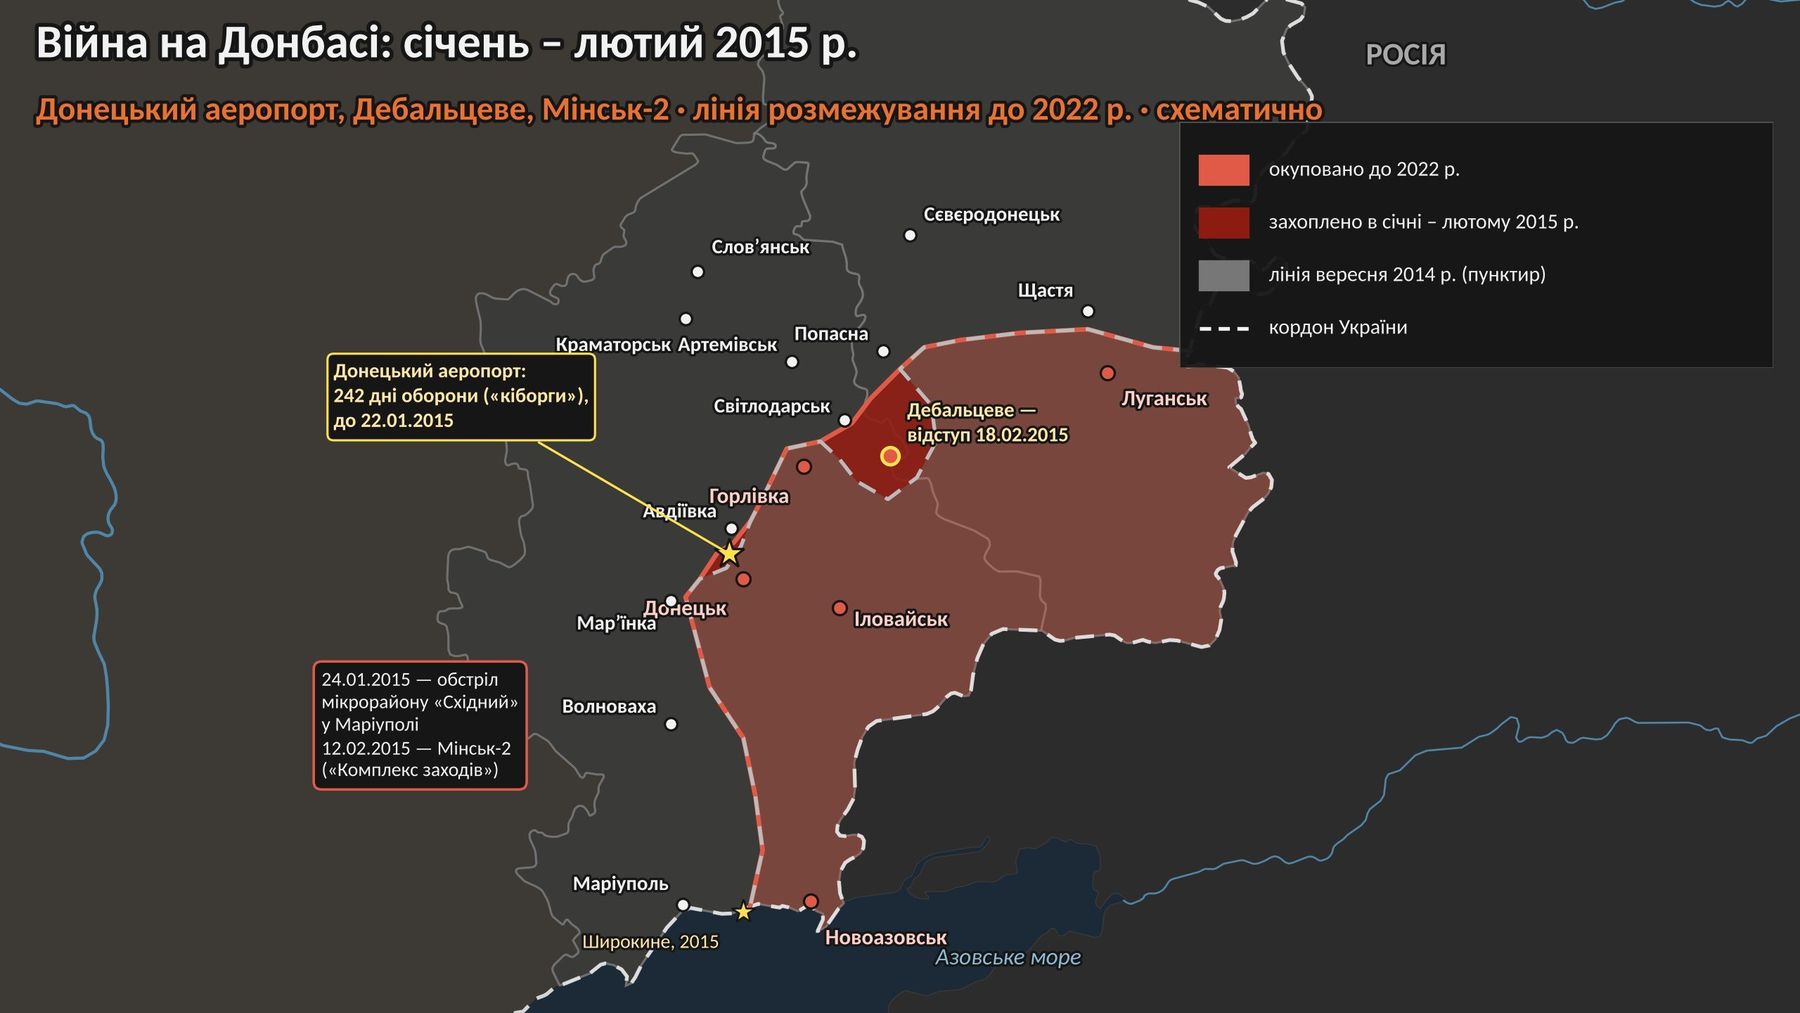 Війна на Донбасі: січень – лютий 2015 р.
Донецький аеропорт, Дебальцеве, Мінськ-2 · лінія розмежування до 2022 р. · схематично
РОСІЯ
окуповано до 2022 р.
захоплено в січні – лютому 2015 р.
лінія вересня 2014 р. (пунктир)
кордон України
Сєвєродонецьк
Слов’янськ
Щастя
Попасна
Краматорськ
Артемівськ
Донецький аеропорт:
242 дні оборони («кіборги»),
до 22.01.2015
Луганськ
Світлодарськ
Дебальцеве —
відступ 18.02.2015
Горлівка
Авдіївка
Донецьк
Мар’їнка
Іловайськ
24.01.2015 — обстріл
мікрорайону «Східний»
у Маріуполі
12.02.2015 — Мінськ-2
(«Комплекс заходів»)
Волноваха
Маріуполь
Широкине, 2015
Новоазовськ
Азовське море